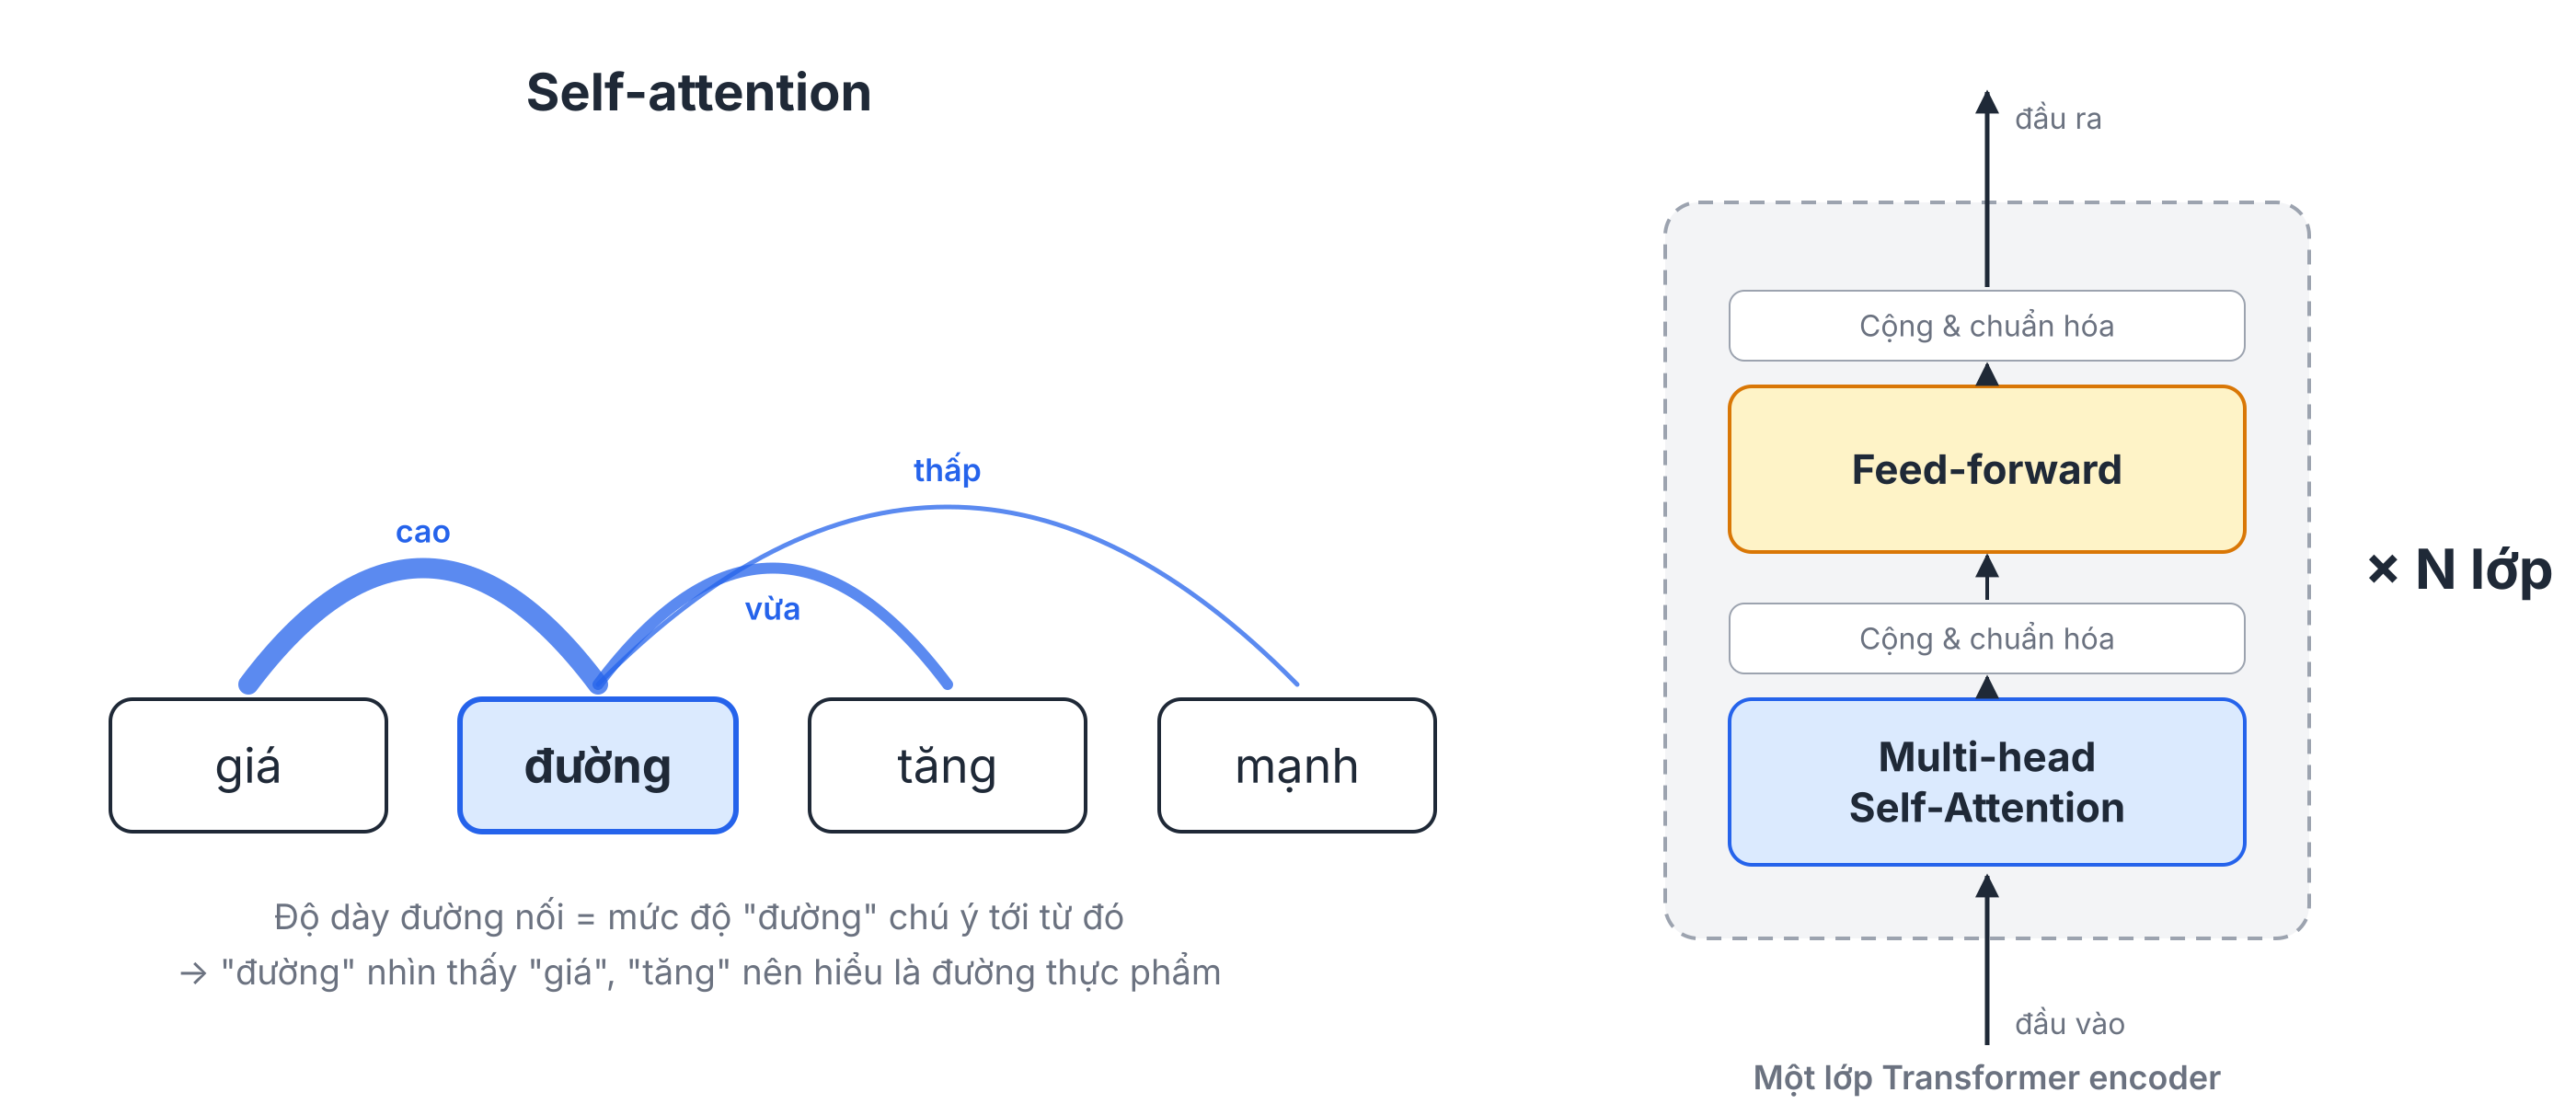 Self-attention
cao
vừa
thấp
giá
đường
tăng
mạnh
Độ dày đường nối = mức độ "đường" chú ý tới từ đó
→ "đường" nhìn thấy "giá", "tăng" nên hiểu là đường thực phẩm
đầu ra
Cộng & chuẩn hóa
Feed-forward
Cộng & chuẩn hóa
Multi-head
Self-Attention
đầu vào
Một lớp Transformer encoder
× N lớp